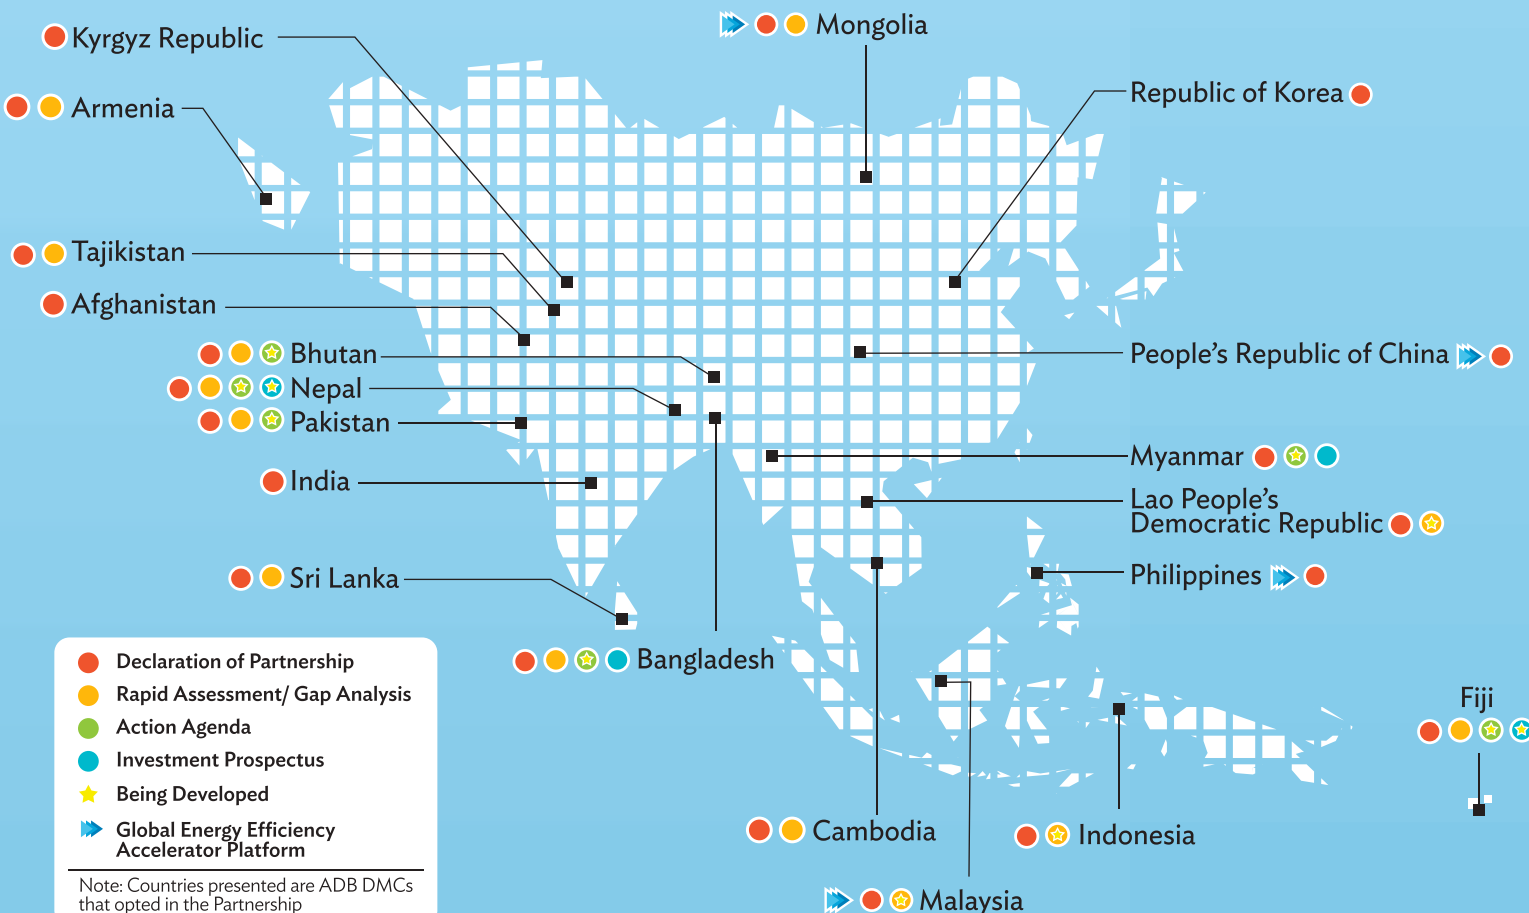 Kyrgyz Republic
Mongolia
Republic of Korea
Armenia
Tajikistan
Afghanistan
Bhutan
People's Republic of China
Nepal
Pakistan
Myanmar
India
Lao People's
Democratic Republic
Sri Lanka
Philippines
Bangladesh
Fiji
Cambodia
Indonesia
Malaysia
Declaration of Partnership
Rapid Assessment/ Gap Analysis
Action Agenda
Investment Prospectus
Being Developed
Global Energy Efficiency
Accelerator Platform
Note: Countries presented are ADB DMCs
that opted in the Partnership